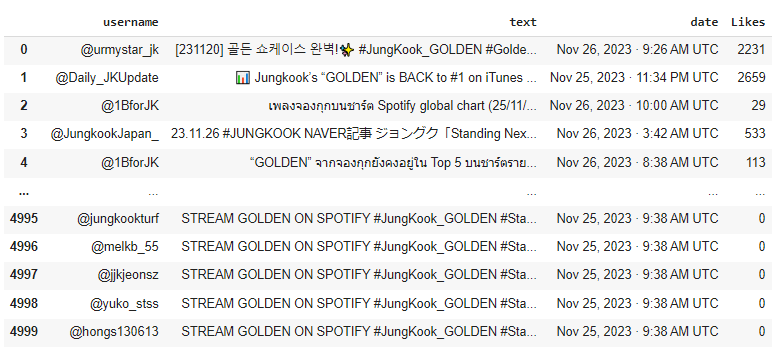 username text date Likes
0 @urmystar_jk [231120] 골든 쇼케이스 완벽!✨ #JungKook_GOLDEN #Golde... Nov 26, 2023 · 9:26 AM UTC 2231
1 @Daily_JKUpdate 📊 Jungkook’s “GOLDEN” is BACK to #1 on iTunes ... Nov 25, 2023 · 11:34 PM UTC 2659
2 @1BforJK เพลงจองกุกบนชาร์ต Spotify global chart (25/11/... Nov 26, 2023 · 10:00 AM UTC 29
3 @JungkookJapan_ 23.11.26 #JUNGKOOK NAVER記事 ジョングク「Standing Nex... Nov 26, 2023 · 3:42 AM UTC 533
4 @1BforJK “GOLDEN” จากจองกุกยังคงอยู่ใน Top 5 บนชาร์ตราย... Nov 26, 2023 · 8:38 AM UTC 113
... ... ... ... ...
4995 @jungkookturf STREAM GOLDEN ON SPOTIFY #JungKook_GOLDEN #Sta... Nov 25, 2023 · 9:38 AM UTC 0
4996 @melkb_55 STREAM GOLDEN ON SPOTIFY #JungKook_GOLDEN #Sta... Nov 25, 2023 · 9:38 AM UTC 0
4997 @jjkjeonsz STREAM GOLDEN ON SPOTIFY #JungKook_GOLDEN #Sta... Nov 25, 2023 · 9:38 AM UTC 0
4998 @yuko_stss STREAM GOLDEN ON SPOTIFY #JungKook_GOLDEN #Sta... Nov 25, 2023 · 9:38 AM UTC 0
4999 @hongs130613 STREAM GOLDEN ON SPOTIFY #JungKook_GOLDEN #Sta... Nov 25, 2023 · 9:38 AM UTC 0